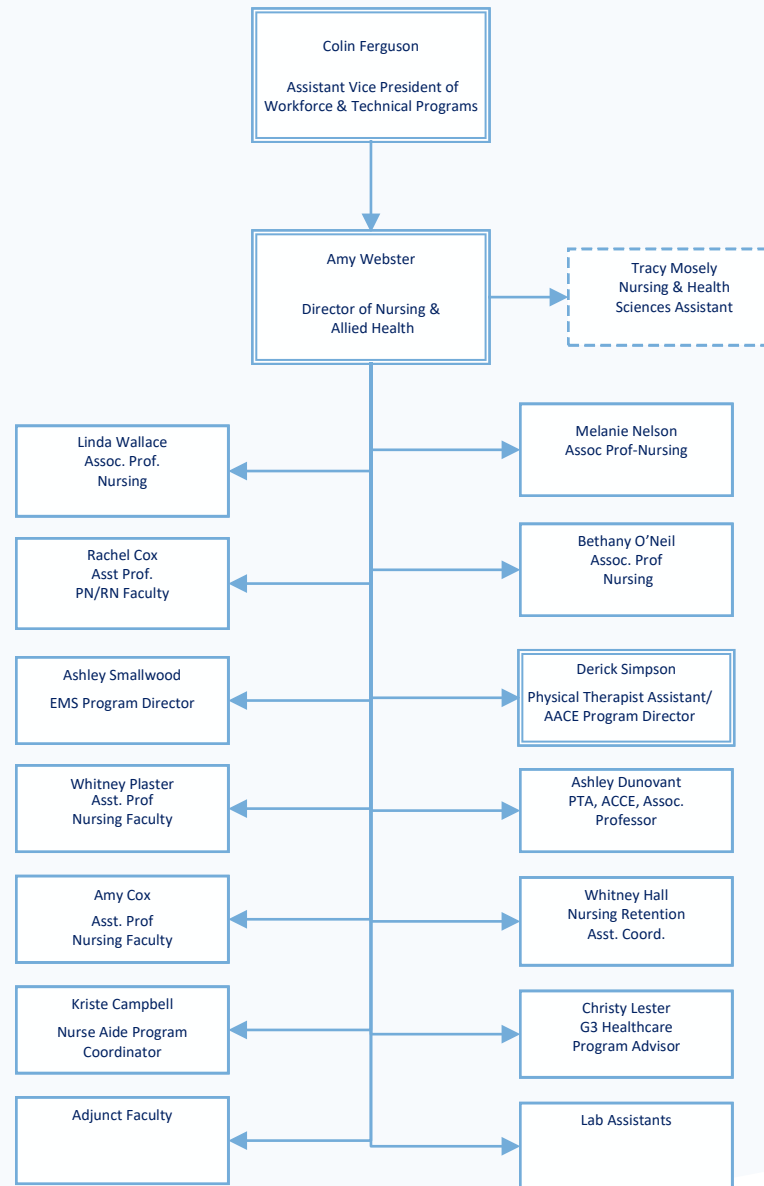 Colin Ferguson
Assistant Vice President of
Workforce & Technical Programs
Amy Webster
Director of Nursing &
Allied Health
Tracy Mosely
Nursing & Health
Sciences Assistant
Linda Wallace
Assoc. Prof.
Nursing
Melanie Nelson
Assoc Prof-Nursing
Rachel Cox
Asst Prof.
PN/RN Faculty
Bethany O’Neil
Assoc. Prof
Nursing
Ashley Smallwood
EMS Program Director
Derick Simpson
Physical Therapist Assistant/
AACE Program Director
Whitney Plaster
Asst. Prof
Nursing Faculty
Ashley Dunovant
PTA, ACCE, Assoc.
Professor
Amy Cox
Asst. Prof
Nursing Faculty
Whitney Hall
Nursing Retention
Asst. Coord.
Kriste Campbell
Nurse Aide Program
Coordinator
Christy Lester
G3 Healthcare
Program Advisor
Adjunct Faculty
Lab Assistants